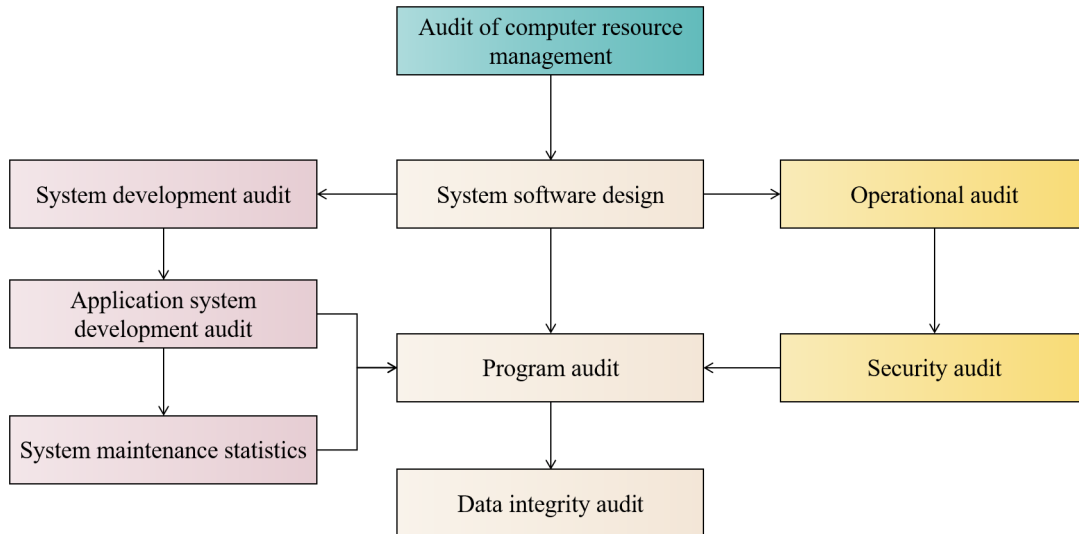 Audit of computer resource
management
System development audit
System software design
Operational audit
Application system
development audit
Program audit
Security audit
System maintenance statistics
Data integrity audit